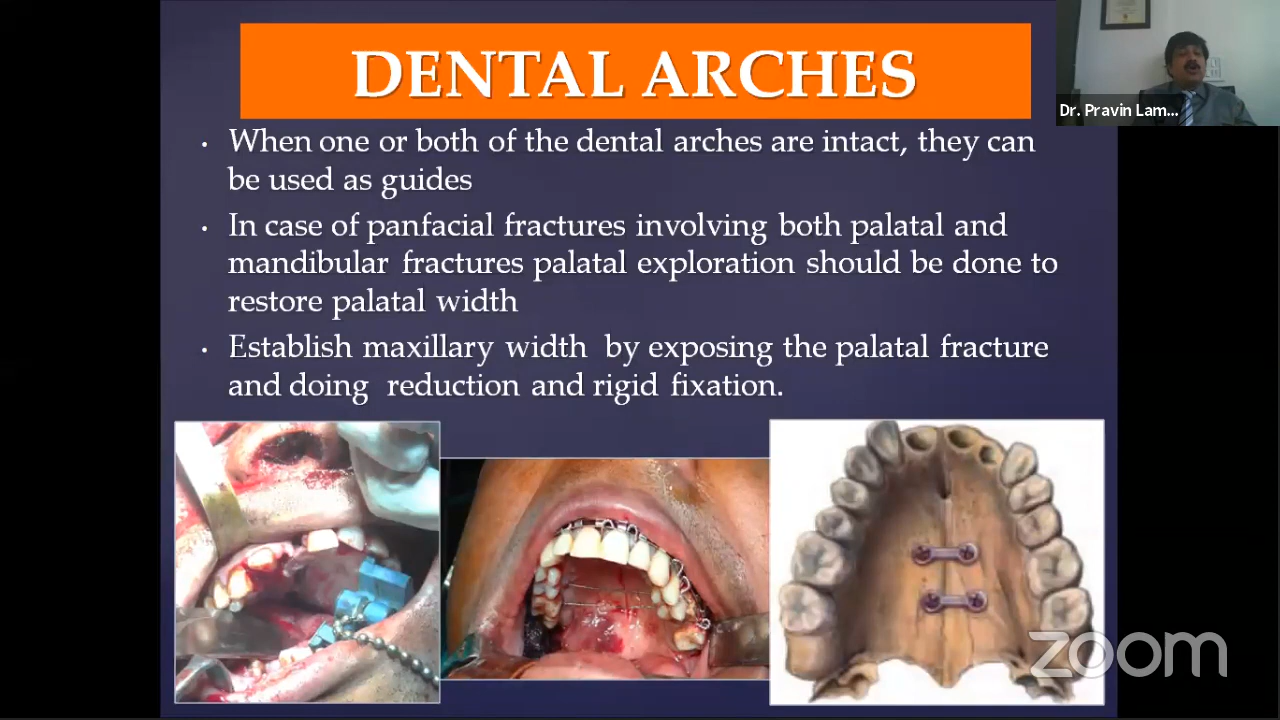 DENTAL ARCHES
Dr. Pravin Lam...
• When one or both of the dental arches are intact, they can
be used as guides
• In case of panfacial fractures involving both palatal and
mandibular fractures palatal exploration should be done to
restore palatal width
• Establish maxillary width by exposing the palatal fracture
and doing reduction and rigid fixation.
zoom